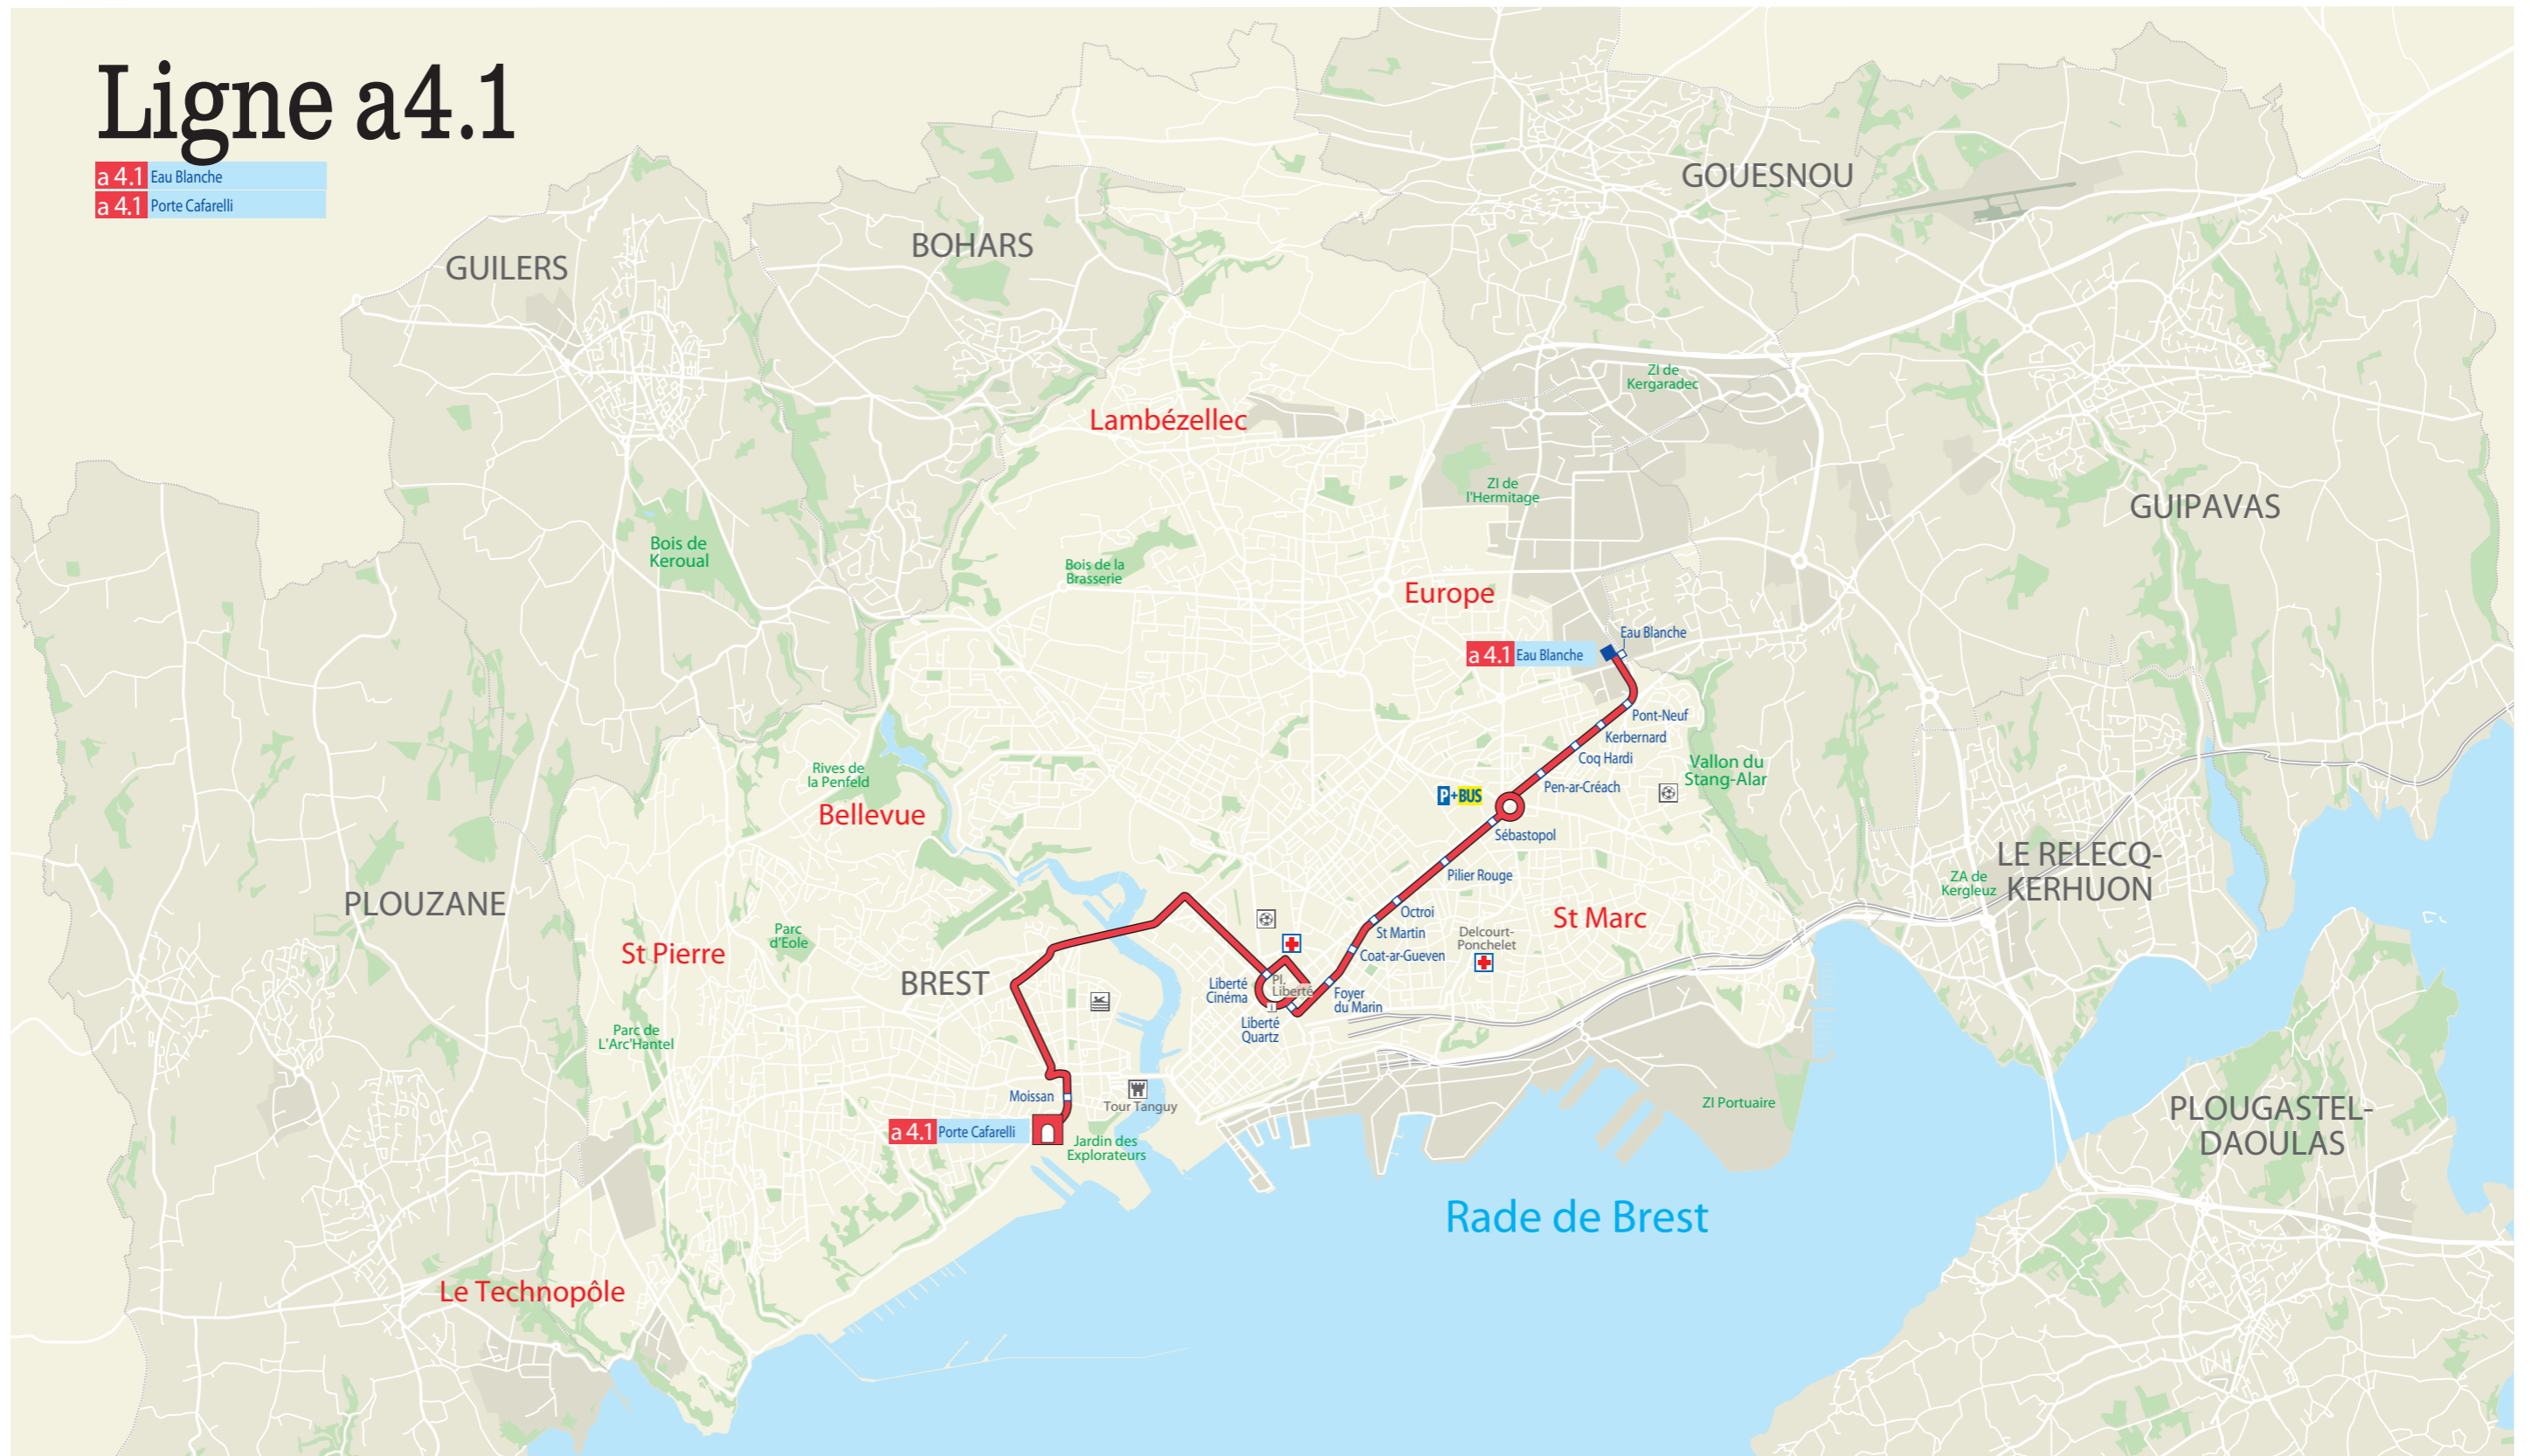 Ligne a4.1
a 4.1 Eau Blanche
a 4.1 Porte Cafarelli
GOUESNOU
BOHARS
GUILERS
ZI de
Kergaradec
Lambézellec
ZI de
l'Hermitage
GUIPAVAS
Bois de
Keroual
Bois de la
Brasserie
Europe
Eau Blanche
a 4.1 Eau Blanche
Pont-Neuf
Kerbernard
Coq Hardi
Vallon du
Stang-Alar
Rives de
la Penfeld
Pen-ar-Créach
P+BUS
Bellevue
Sébastopol
LE RELECQ-
KERHUON
Pilier Rouge
ZA de
Kergleuz
PLOUZANE
Octroi
St Marc
St Martin
Parc
d'Eole
Delcourt-
Ponchelet
St Pierre
Coat-ar-Gueven
BREST
Liberté
Cinéma
Pl.
Liberté
Foyer
du Marin
Liberté
Quartz
Parc de
L'Arc'Hantel
Moissan
Tour Tanguy
ZI Portuaire
PLOUGASTEL-
DAOULAS
a 4.1 Porte Cafarelli
Jardin des
Explorateurs
Rade de Brest
Le Technopôle